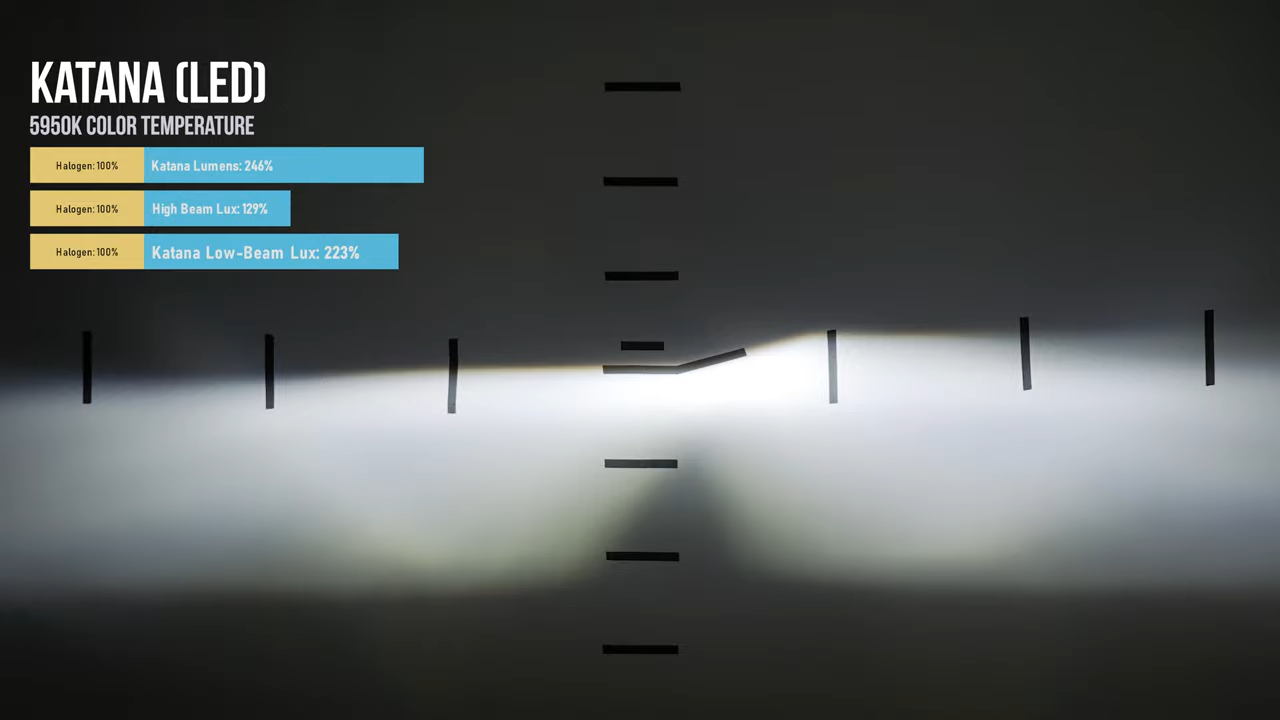 KATANA (LED)
5950K COLOR TEMPERATURE
Halogen: 100% Katana Lumens: 246%
Halogen: 100% High Beam Lux: 129%
Halogen: 100% Katana Low-Beam Lux: 223%